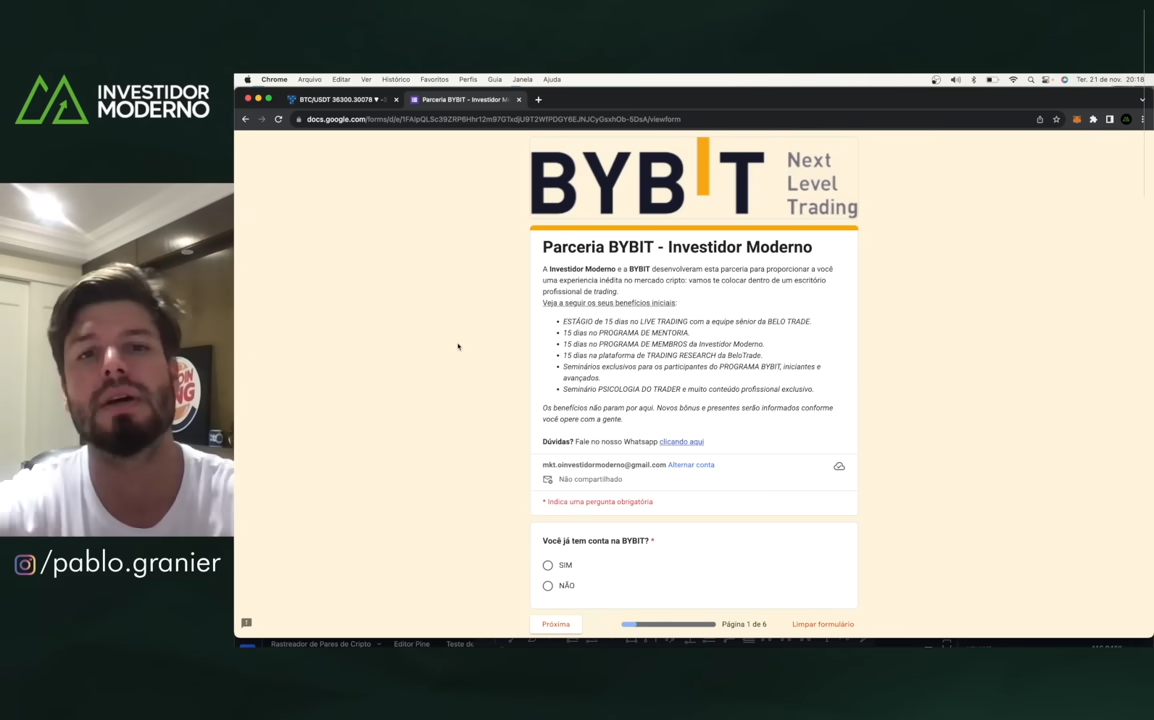 INVESTIDOR
MODERNO
Chrome Arquivo Editar Ver Histórico Favoritos Perfis Guia Janela Ajuda
Ter. 21 de nov. 20:18
BTC/USDT 36300.30078
Parceria BYBIT - Investidor M
BYBIT
Next
Level
Trading
Parceria BYBIT - Investidor Moderno
A Investidor Moderno e a BYBIT desenvolveram esta parceria para proporcionar a você
uma experiencia inédita no mercado cripto: vamos te colocar dentro de um escritório
profissional de trading.
Veja a seguir os seus benefícios iniciais:
• ESTÁGIO de 15 dias no LIVE TRADING com a equipe sênior da BELO TRADE.
• 15 dias no PROGRAMA DE MENTORIA.
• 15 dias no PROGRAMA DE MEMBROS da Investidor Moderno.
• 15 dias na plataforma de TRADING RESEARCH da BeloTrade.
• Seminários exclusivos para os participantes do PROGRAMA BYBIT, iniciantes e
avançados.
• Seminário PSICOLOGIA DO TRADER e muito conteúdo profissional exclusivo.
Os benefícios não param por aqui. Novos bônus e presentes serão informados conforme
você opere com a gente.
Dúvidas? Fale no nosso Whatsapp clicando aqui
mkt.oinvestidormoderno@gmail.com Alternar conta
Não compartilhado
* Indica uma pergunta obrigatória
Você já tem conta na BYBIT? *
SIM
NÃO
Próxima
Página 1 de 6
Limpar formulário
Rastreador de Pares de Cripto
Editor Pine
Teste de
KING
/pablo.granier